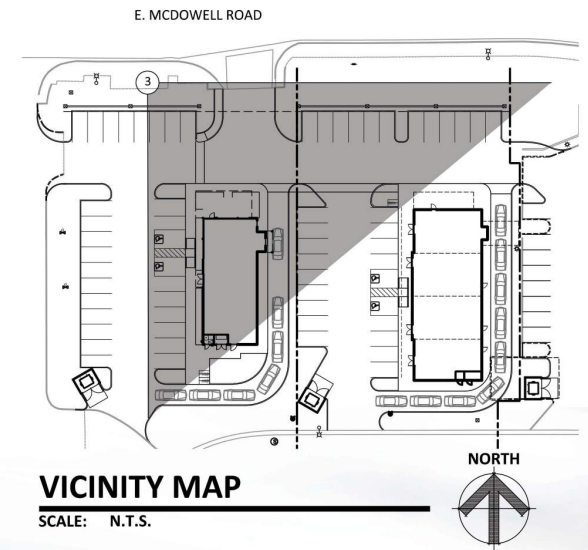 E. MCDOWELL ROAD
3
NORTH
VICINITY MAP
SCALE: N.T.S.